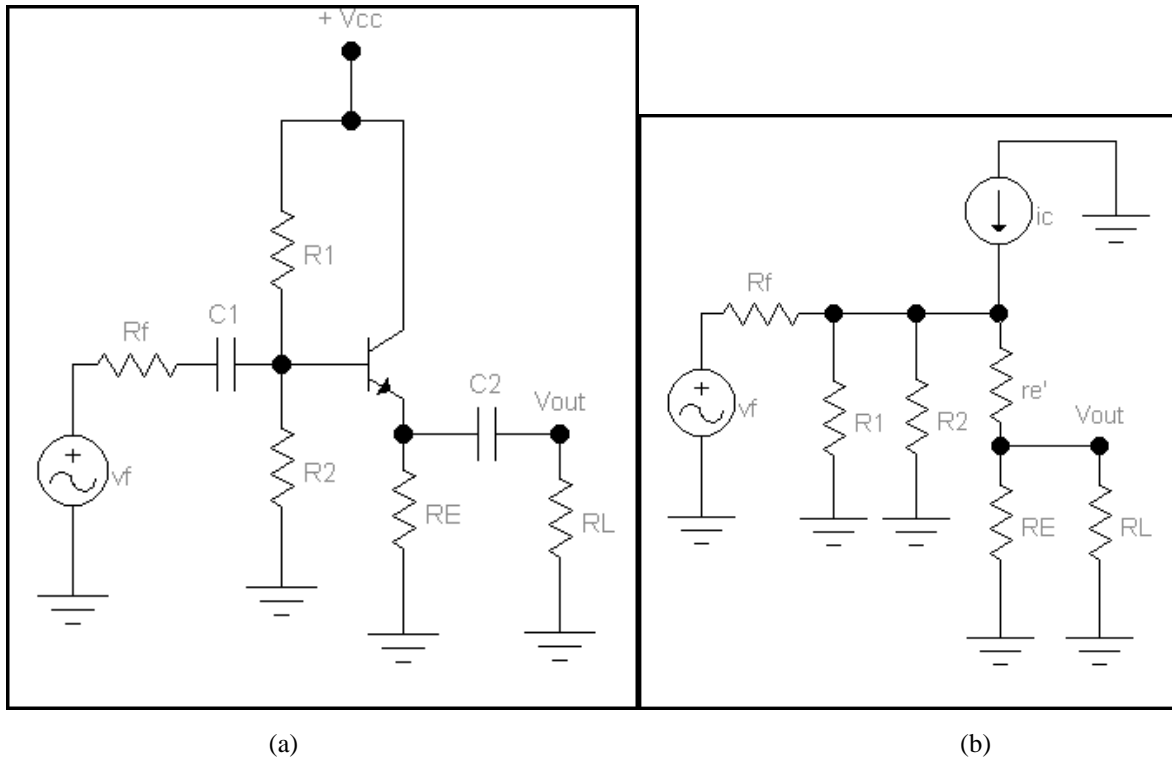 + Vcc
R1
Rf
C1
C2
Vout
vf
R2
RE
RL
(a)
ic
Rf
re'
Vout
vf
R1
R2
RE
RL
(b)